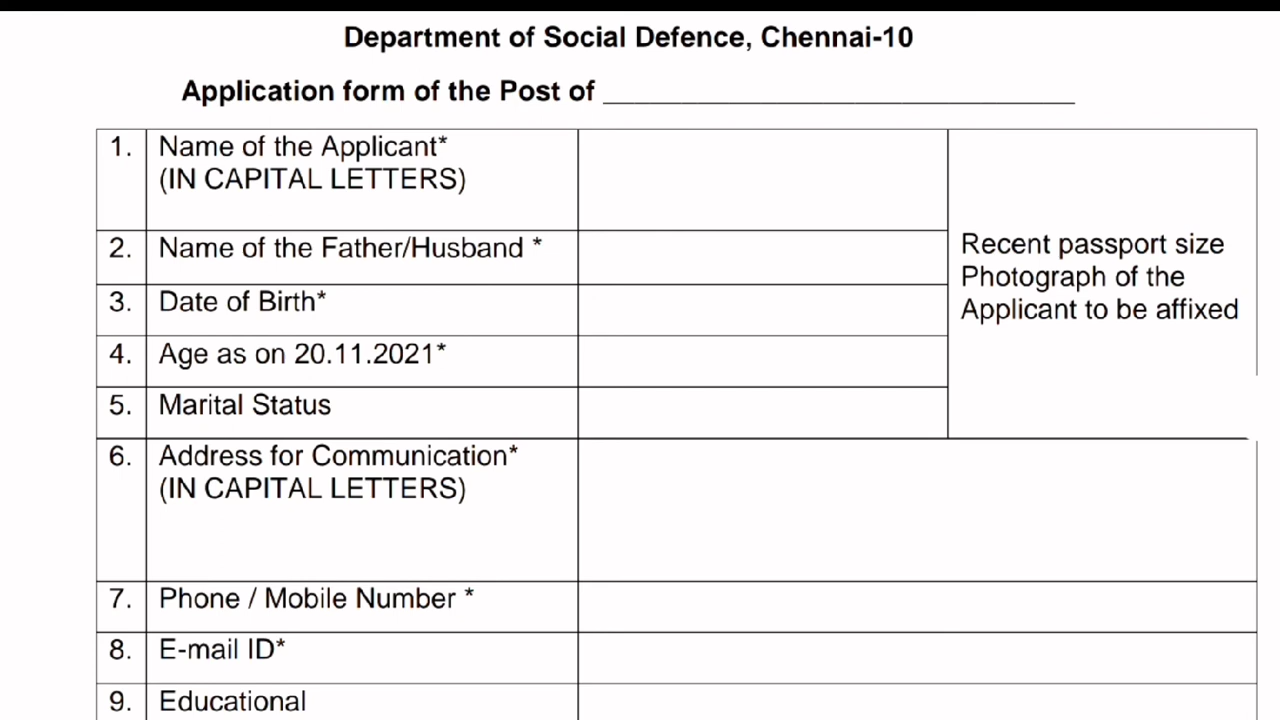 Department of Social Defence, Chennai-10
Application form of the Post of ______________________________
1. Name of the Applicant*
(IN CAPITAL LETTERS)
2. Name of the Father/Husband *
3. Date of Birth*
4. Age as on 20.11.2021*
5. Marital Status
Recent passport size
Photograph of the
Applicant to be affixed
6. Address for Communication*
(IN CAPITAL LETTERS)
7. Phone / Mobile Number *
8. E-mail ID*
9. Educational